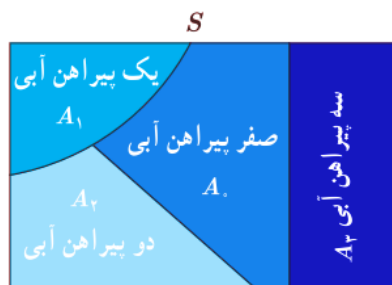 S
یک پیراهن آبی
A۱
صفر پیراهن آبی
A۰
سه پیراهن آبی A۳
A۲
دو پیراهن آبی